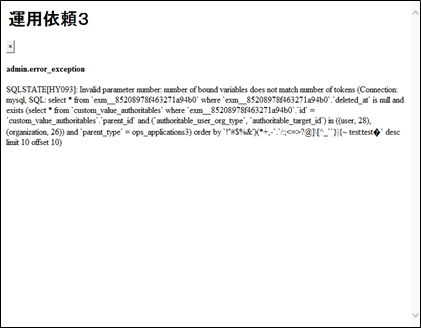 運用依頼３
×
admin.error_exception
SQLSTATE[HY093]: Invalid parameter number: number of bound variables does not match number of tokens (Connection:
mysql, SQL: select * from `exm__85208978f463271a94b0` where `exm__85208978f463271a94b0`.`deleted_at` is null and
exists (select * from `custom_value_authoritables` where `exm__85208978f463271a94b0`.`id` =
`custom_value_authoritables`.`parent_id` and (`authoritable_user_org_type`, `authoritable_target_id`) in ((user, 28),
(organization, 26)) and `parent_type` = ops_applications3) order by `!"#$%&')(*+,-`.`/:;<=>?@]\[^_``}|{~ testtest�` desc
limit 10 offset 10)